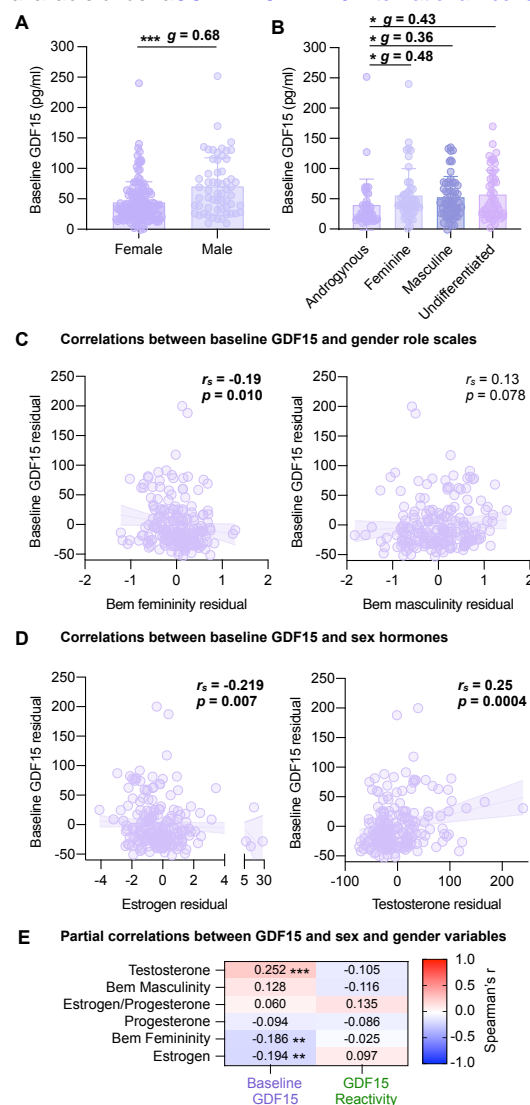 A
*** g = 0.68
Baseline GDF15 (pg/ml)
300
250
200
150
100
50
0
Female
Male
B
* g = 0.43
* g = 0.36
* g = 0.48
Baseline GDF15 (pg/ml)
300
250
200
150
100
50
0
Androgynous
Feminine
Masculine
Undifferentiated
C Correlations between baseline GDF15 and gender role scales
rs = -0.19
p = 0.010
Baseline GDF15 residual
250
200
150
100
50
0
-50
-2 -1 0 1 2
Bem femininity residual
rs = 0.13
p = 0.078
Baseline GDF15 residual
250
200
150
100
50
0
-50
-2 -1 0 1 2
Bem masculinity residual
D Correlations between baseline GDF15 and sex hormones
rs = -0.219
p = 0.007
Baseline GDF15 residual
250
200
150
100
50
0
-50
-4 -2 0 2 4 5 30
Estrogen residual
rs = 0.25
p = 0.0004
Baseline GDF15 residual
250
200
150
100
50
0
-50
-100 0 100 200
Testosterone residual
E Partial correlations between GDF15 and sex and gender variables
Testosterone 0.252 *** -0.105
Bem Masculinity 0.128 -0.116
Estrogen/Progesterone 0.060 0.135
Progesterone -0.094 -0.086
Bem Femininity -0.186 ** -0.025
Estrogen -0.194 ** 0.097
Baseline GDF15
GDF15 Reactivity
1.0
0.5
0.0
-0.5
-1.0
Spearman's r